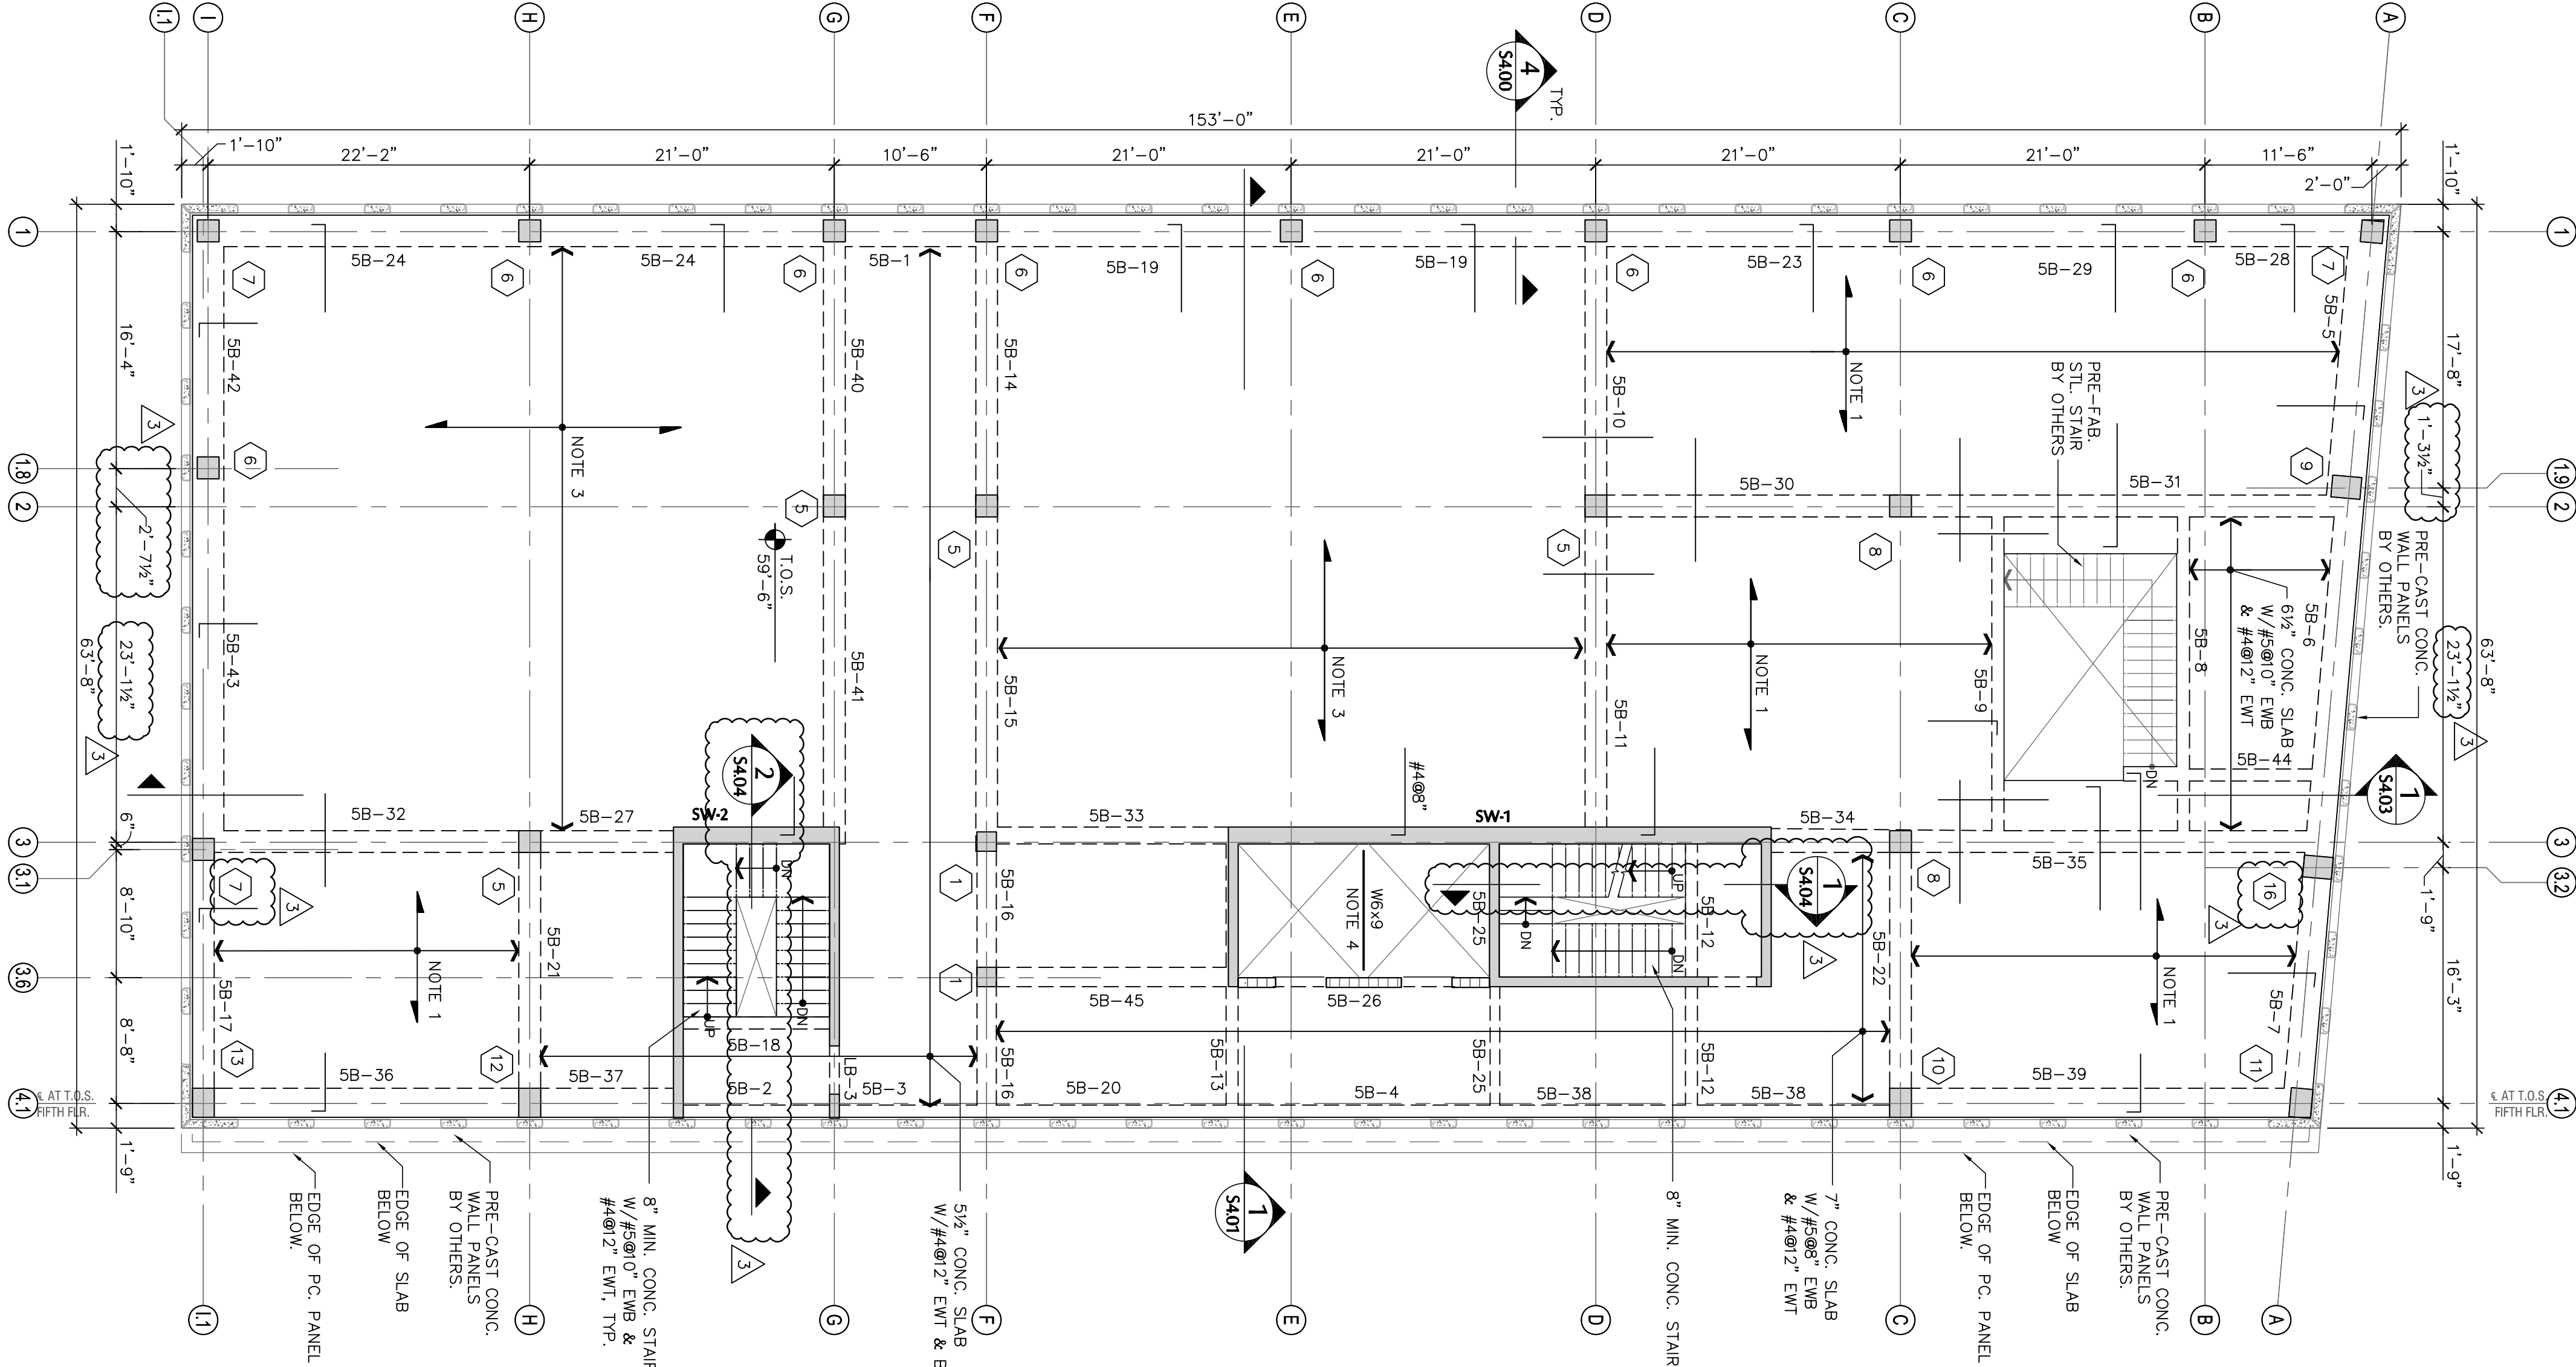 I.1
I
H
G
F
E
D
C
B
A
4
S4.00
TYP.
153'-0"
1'-10"
22'-2"
21'-0"
10'-6"
21'-0"
21'-0"
21'-0"
21'-0"
11'-6"
2'-0"
1'-10"
1'-10"
1
1
5B-24
5B-24
5B-1
5B-19
5B-19
5B-23
5B-29
5B-28
7
6
6
6
6
6
6
6
7
16'-4"
17'-8"
5B-42
5B-40
5B-14
5B-10
5B-5
NOTE 3
NOTE 1
PRE-FAB.
STL. STAIR
BY OTHERS
3
3
1'-3½"
1.8
2
1.9
2
6
5
5
5
8
9
5B-30
5B-31
2'-7½"
T.O.S.
59'-6"
PRE-CAST CONC.
WALL PANELS
BY OTHERS.
6½" CONC. SLAB
W/#5@10" EWB
& #4@12" EWT
5B-6
5B-8
5B-44
23'-1½"
63'-8"
23'-1½"
63'-8"
3
3
5B-43
5B-41
5B-15
5B-11
5B-9
NOTE 3
NOTE 1
DN
1
S4.03
2
S4.04
#4@8"
6"
5B-32
5B-27
SW-2
5B-33
SW-1
5B-34
5B-35
3
3.1
3
3.2
1'-9"
7
3
5
1
8
16
3
DN
5B-16
W6x9
NOTE 4
5B-25
UP
DN
5B-12
1
S4.04
3
5B-22
8'-10"
NOTE 1
5B-21
DN
NOTE 1
16'-3"
3.6
5B-17
UP
DN
1
5B-45
5B-26
5B-7
8'-8"
13
12
5B-18
10
11
5B-36
5B-37
5B-2
LB-3
5B-3
5B-16
5B-20
5B-13
5B-4
5B-25
5B-38
5B-12
5B-38
5B-39
4.1
℄ AT T.O.S.
FIFTH FLR.
℄ AT T.O.S.
FIFTH FLR.
4.1
1'-9"
1'-9"
EDGE OF PC. PANEL
BELOW.
EDGE OF SLAB
BELOW
PRE-CAST CONC.
WALL PANELS
BY OTHERS.
8" MIN. CONC. STAIR
W/#5@10" EWB &
#4@12" EWT, TYP.
3
5½" CONC. SLAB
W/#4@12" EWT & E
1
S4.01
8" MIN. CONC. STAIR
7" CONC. SLAB
W/#5@8" EWB
& #4@12" EWT
EDGE OF PC. PANEL
BELOW.
EDGE OF SLAB
BELOW
PRE-CAST CONC.
WALL PANELS
BY OTHERS.
I.1
H
G
F
E
D
C
B
A